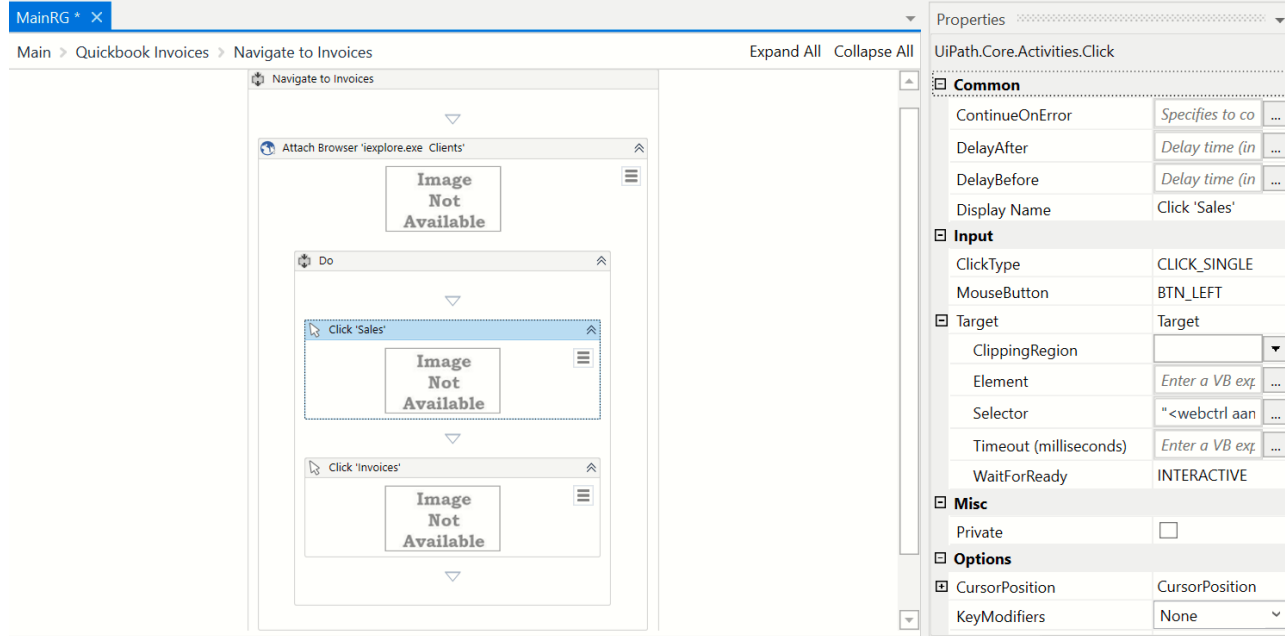 MainRG *
Main > Quickbook Invoices > Navigate to Invoices
Expand All Collapse All
Navigate to Invoices
Attach Browser 'iexplore.exe Clients'
Image
Not
Available
Do
Click 'Sales'
Image
Not
Available
Click 'Invoices'
Image
Not
Available
Properties
UiPath.Core.Activities.Click
Common
ContinueOnError Specifies to co ...
DelayAfter Delay time (in ...
DelayBefore Delay time (in ...
Display Name Click 'Sales'
Input
ClickType CLICK_SINGLE
MouseButton BTN_LEFT
Target Target
ClippingRegion
Element Enter a VB exp ...
Selector "<webctrl aan ...
Timeout (milliseconds) Enter a VB exp ...
WaitForReady INTERACTIVE
Misc
Private
Options
CursorPosition CursorPosition
KeyModifiers None